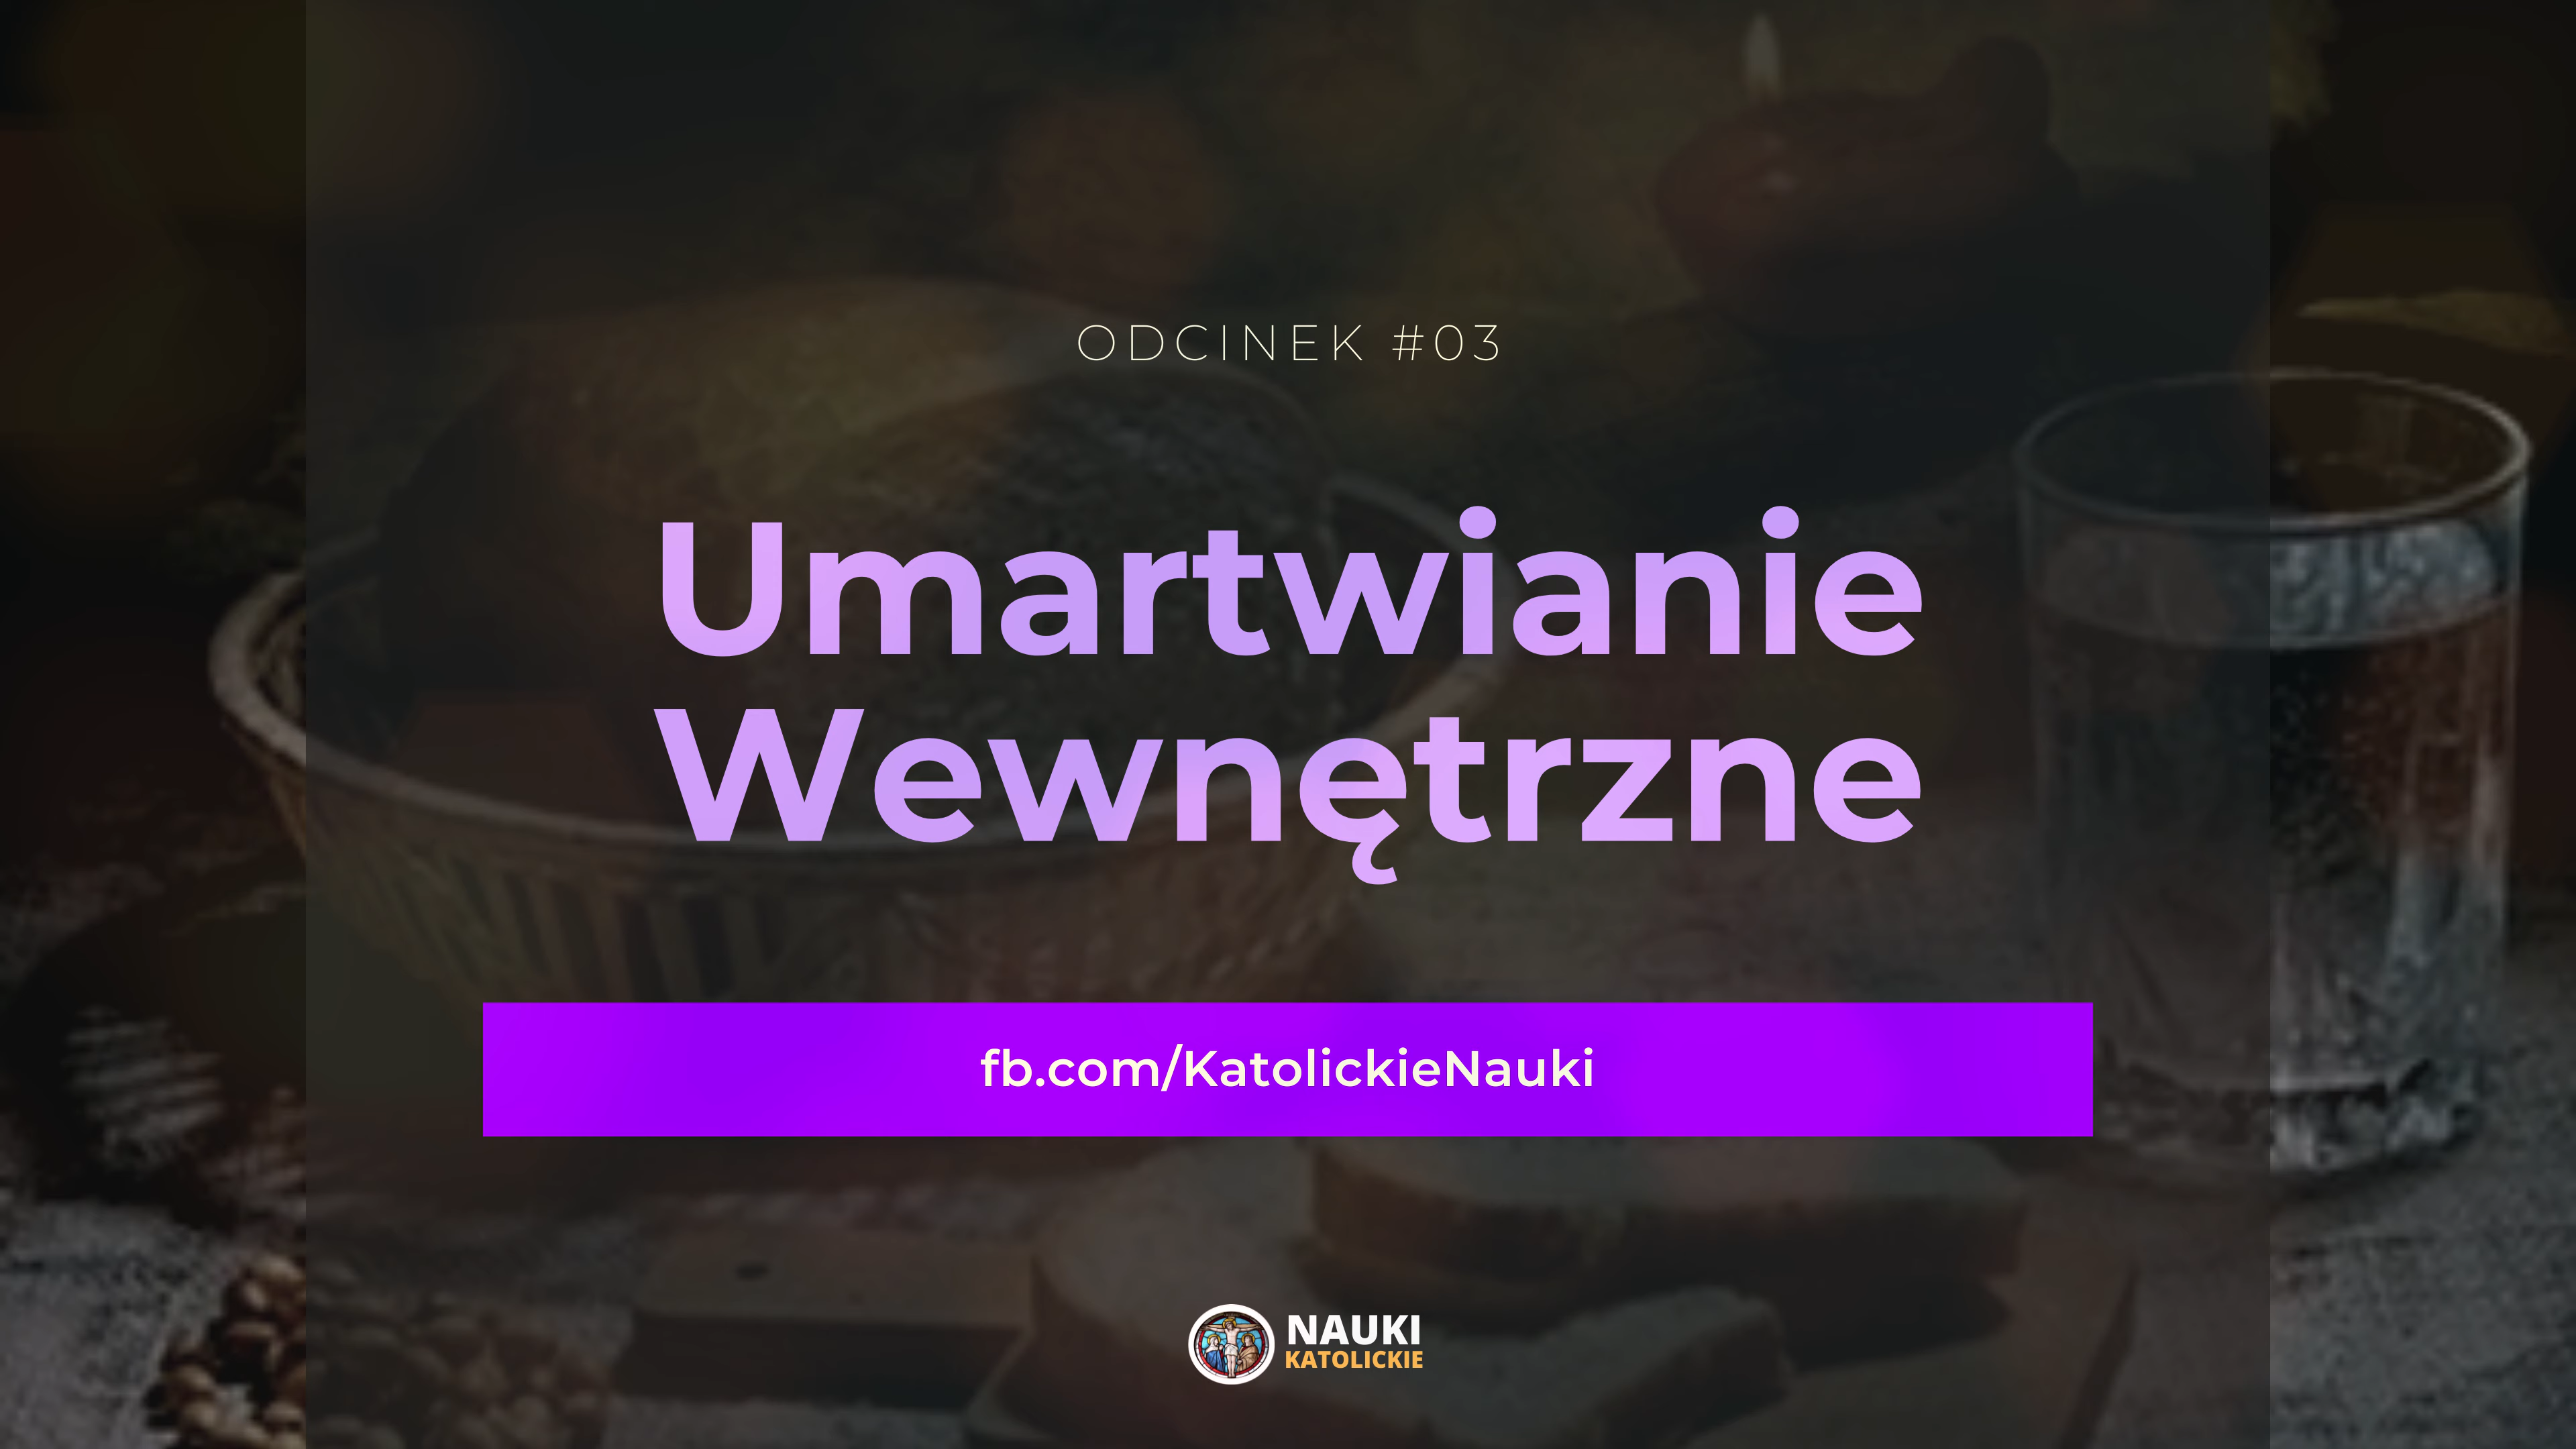 ODCINEK #03
Umartwianie
Wewnętrzne
fb.com/KatolickieNauki
NAUKI
KATOLICKIE